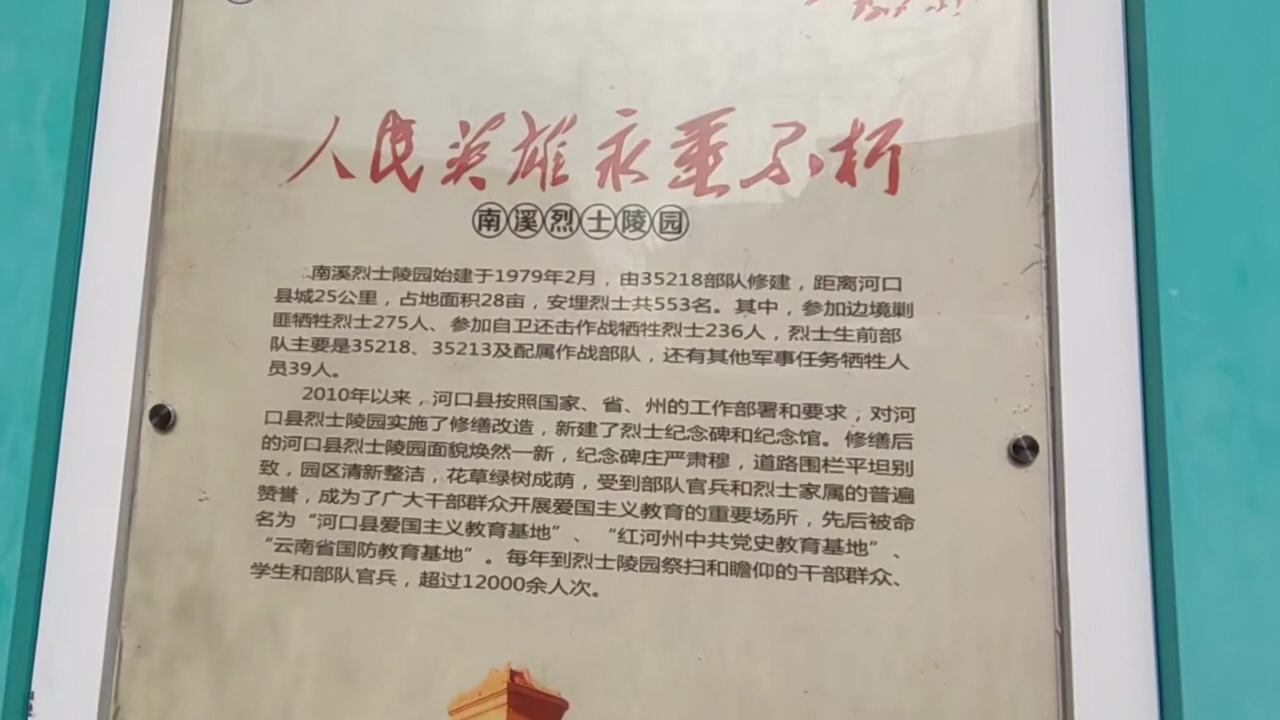 人民英雄永垂不朽
南溪烈士陵园
南溪烈士陵园始建于1979年2月，由35218部队修建，距离河口
县城25公里，占地面积28亩，安埋烈士共553名。其中，参加边境剿
匪牺牲烈士275人、参加自卫还击作战牺牲烈士236人，烈士生前部
队主要是35218、35213及配属作战部队，还有其他军事任务牺牲人
员39人。
2010年以来，河口县按照国家、省、州的工作部署和要求，对河
口县烈士陵园实施了修缮改造，新建了烈士纪念碑和纪念馆。修缮后
的河口县烈士陵园面貌焕然一新，纪念碑庄严肃穆，道路围栏平坦别
致，园区清新整洁，花草绿树成荫，受到部队官兵和烈士家属的普遍
赞誉，成为了广大干部群众开展爱国主义教育的重要场所，先后被命
名为“河口县爱国主义教育基地”、“红河州中共党史教育基地”、
“云南省国防教育基地”。每年到烈士陵园祭扫和瞻仰的干部群众、
学生和部队官兵，超过12000余人次。